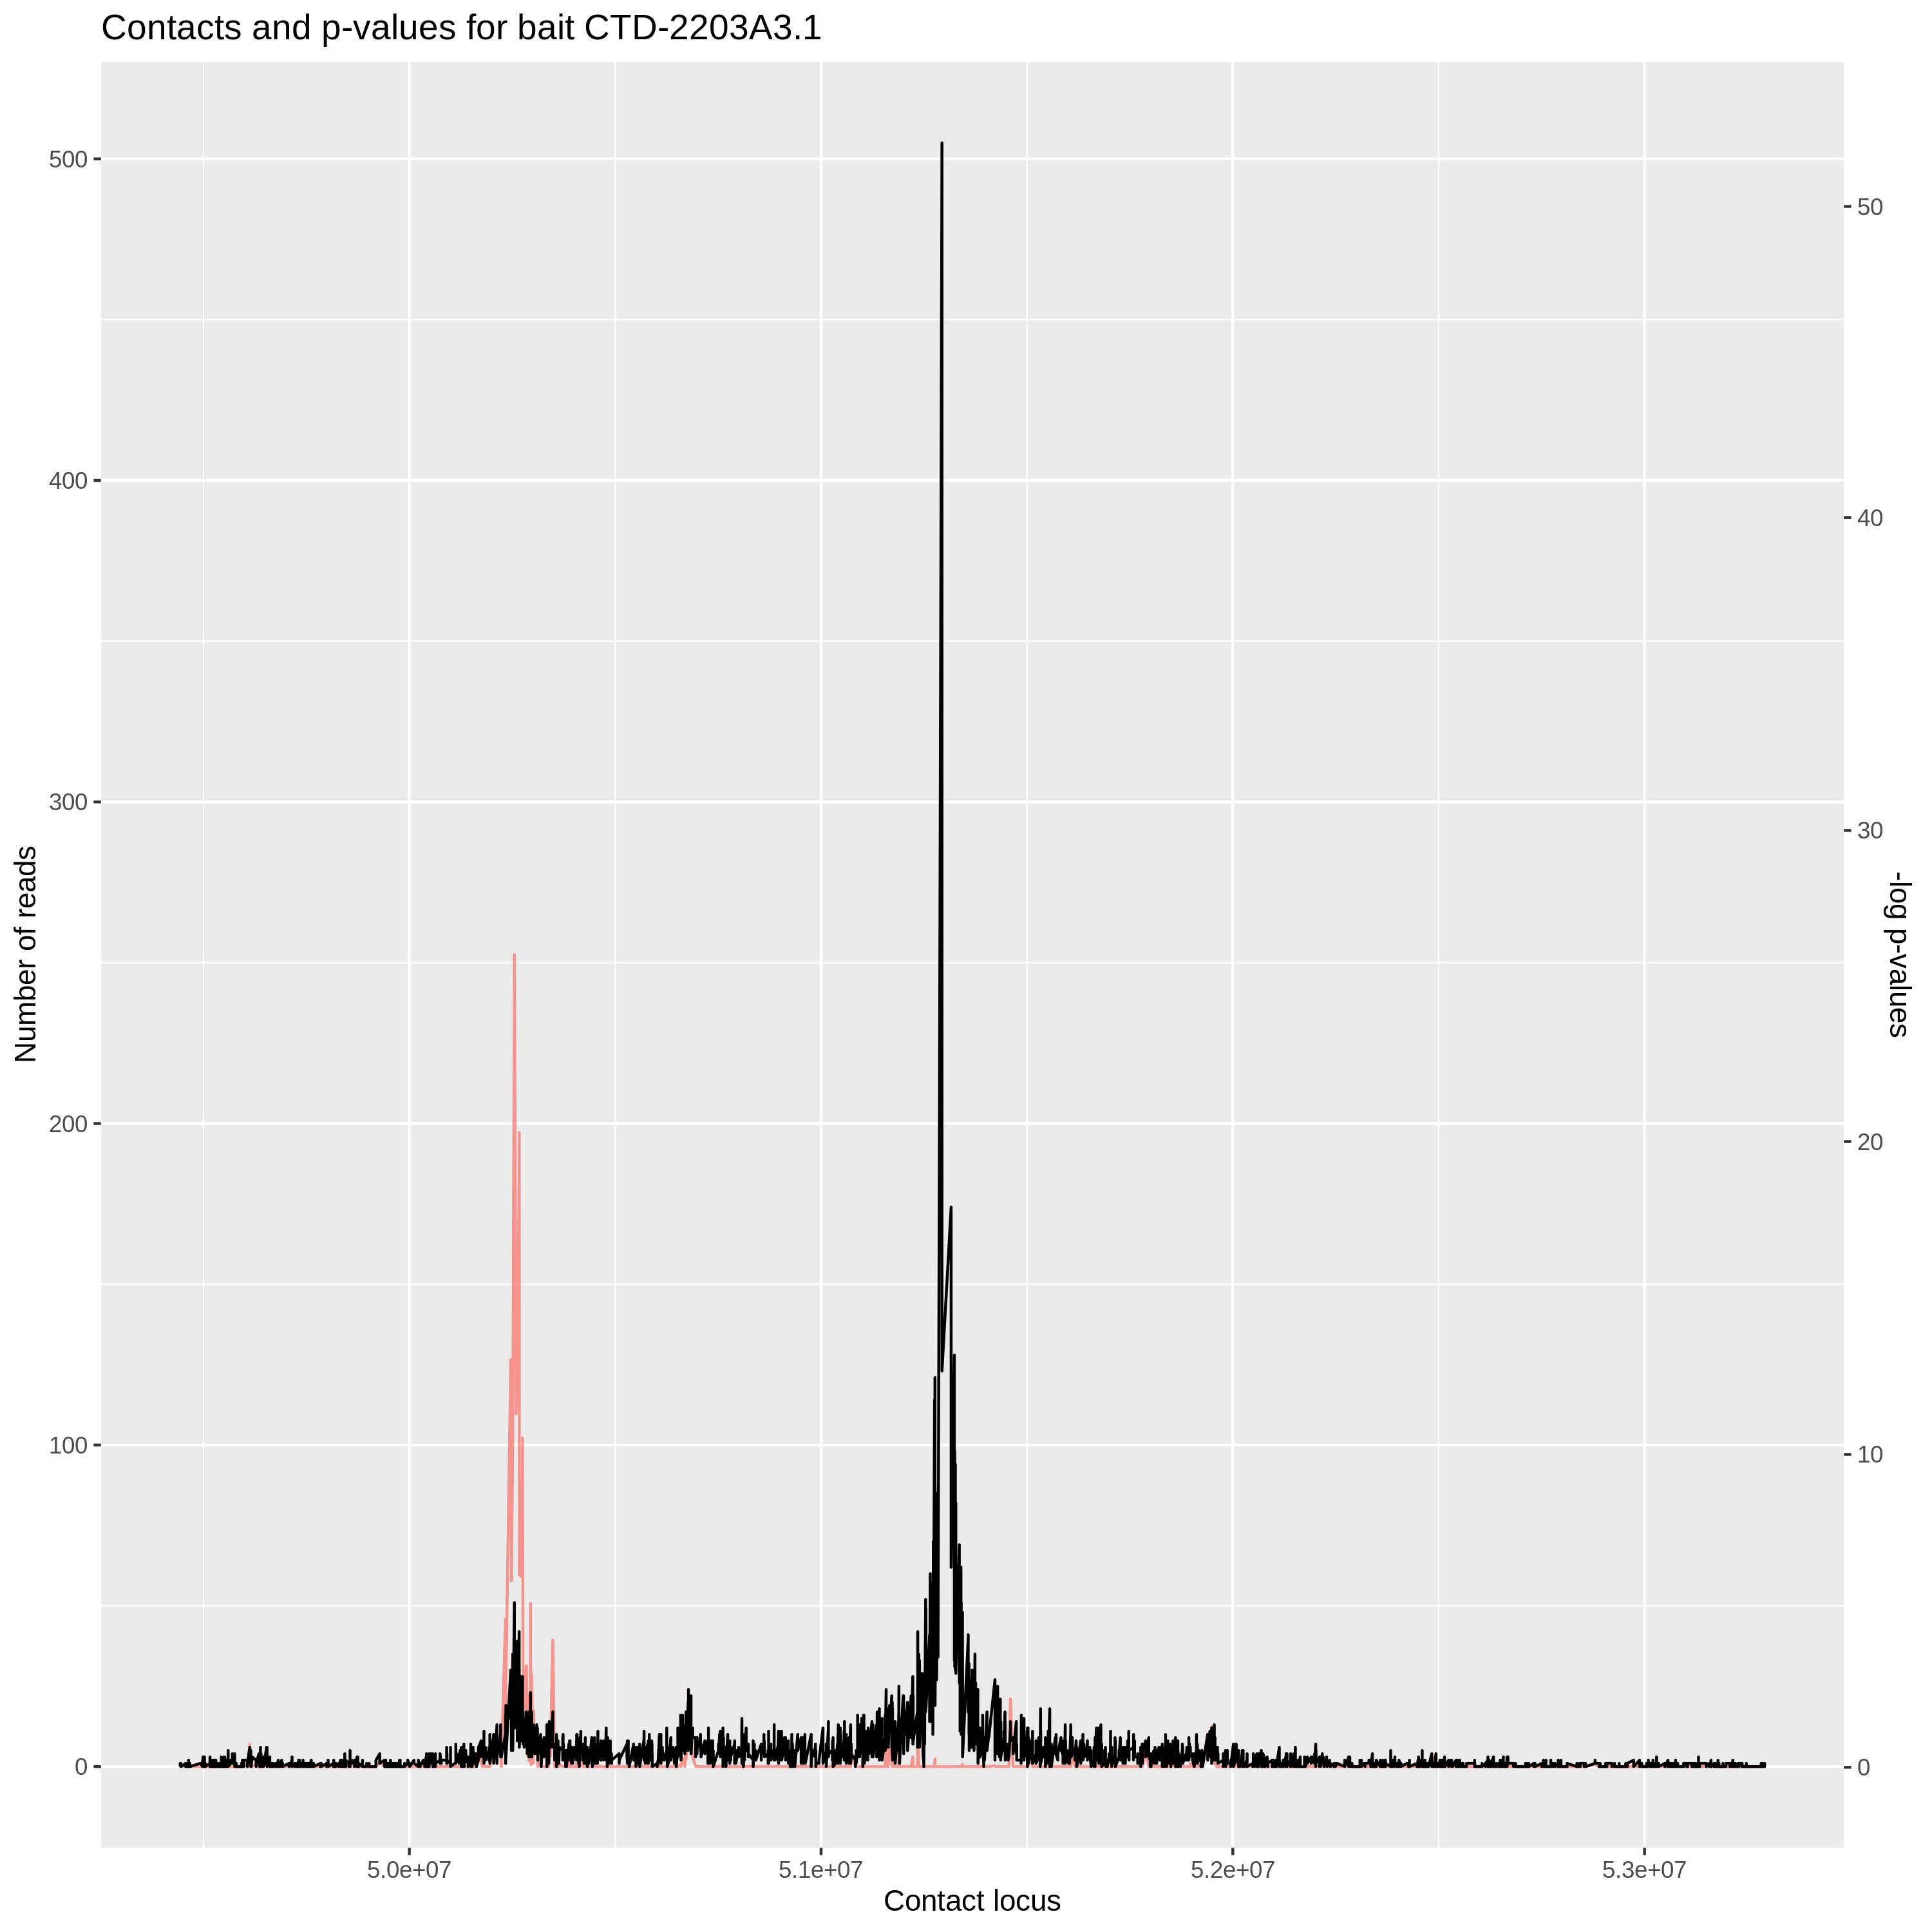 Contacts and p-values for bait CTD-2203A3.1
500
400
300
200
100
0
50
40
30
20
10
0
Number of reads
-log p-values
5.0e+07
5.1e+07
5.2e+07
5.3e+07
Contact locus